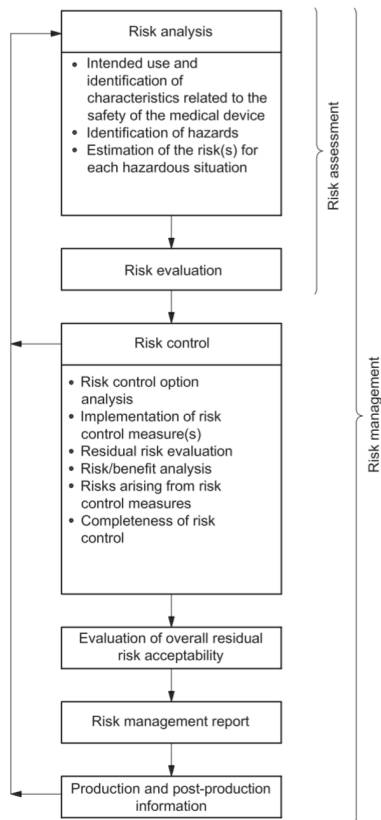 Risk analysis
• Intended use and
identification of
characteristics related to the
safety of the medical device
• Identification of hazards
• Estimation of the risk(s) for
each hazardous situation
Risk assessment
Risk evaluation
Risk control
• Risk control option
analysis
• Implementation of risk
control measure(s)
• Residual risk evaluation
• Risk/benefit analysis
• Risks arising from risk
control measures
• Completeness of risk
control
Risk management
Evaluation of overall residual
risk acceptability
Risk management report
Production and post-production
information